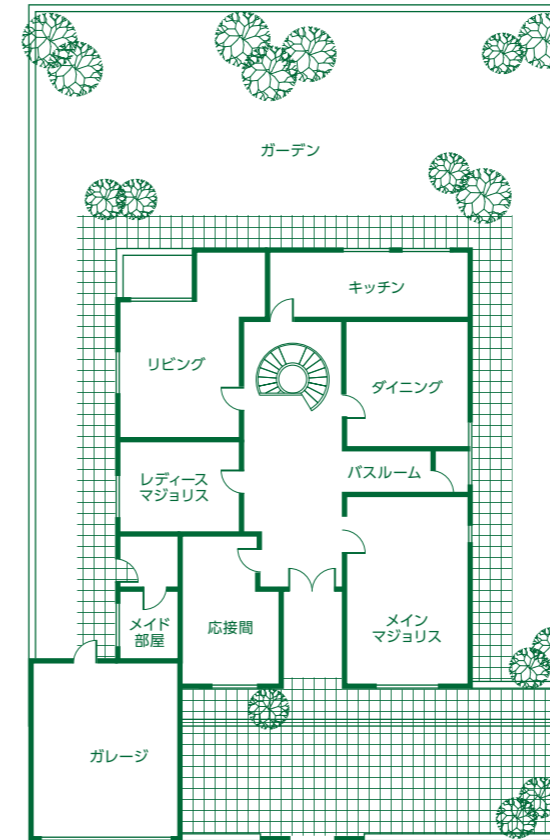 ガーデン
キッチン
リビング
ダイニング
レディース
マジョリス
バスルーム
メイド
部屋
応接間
メイン
マジョリス
ガレージ